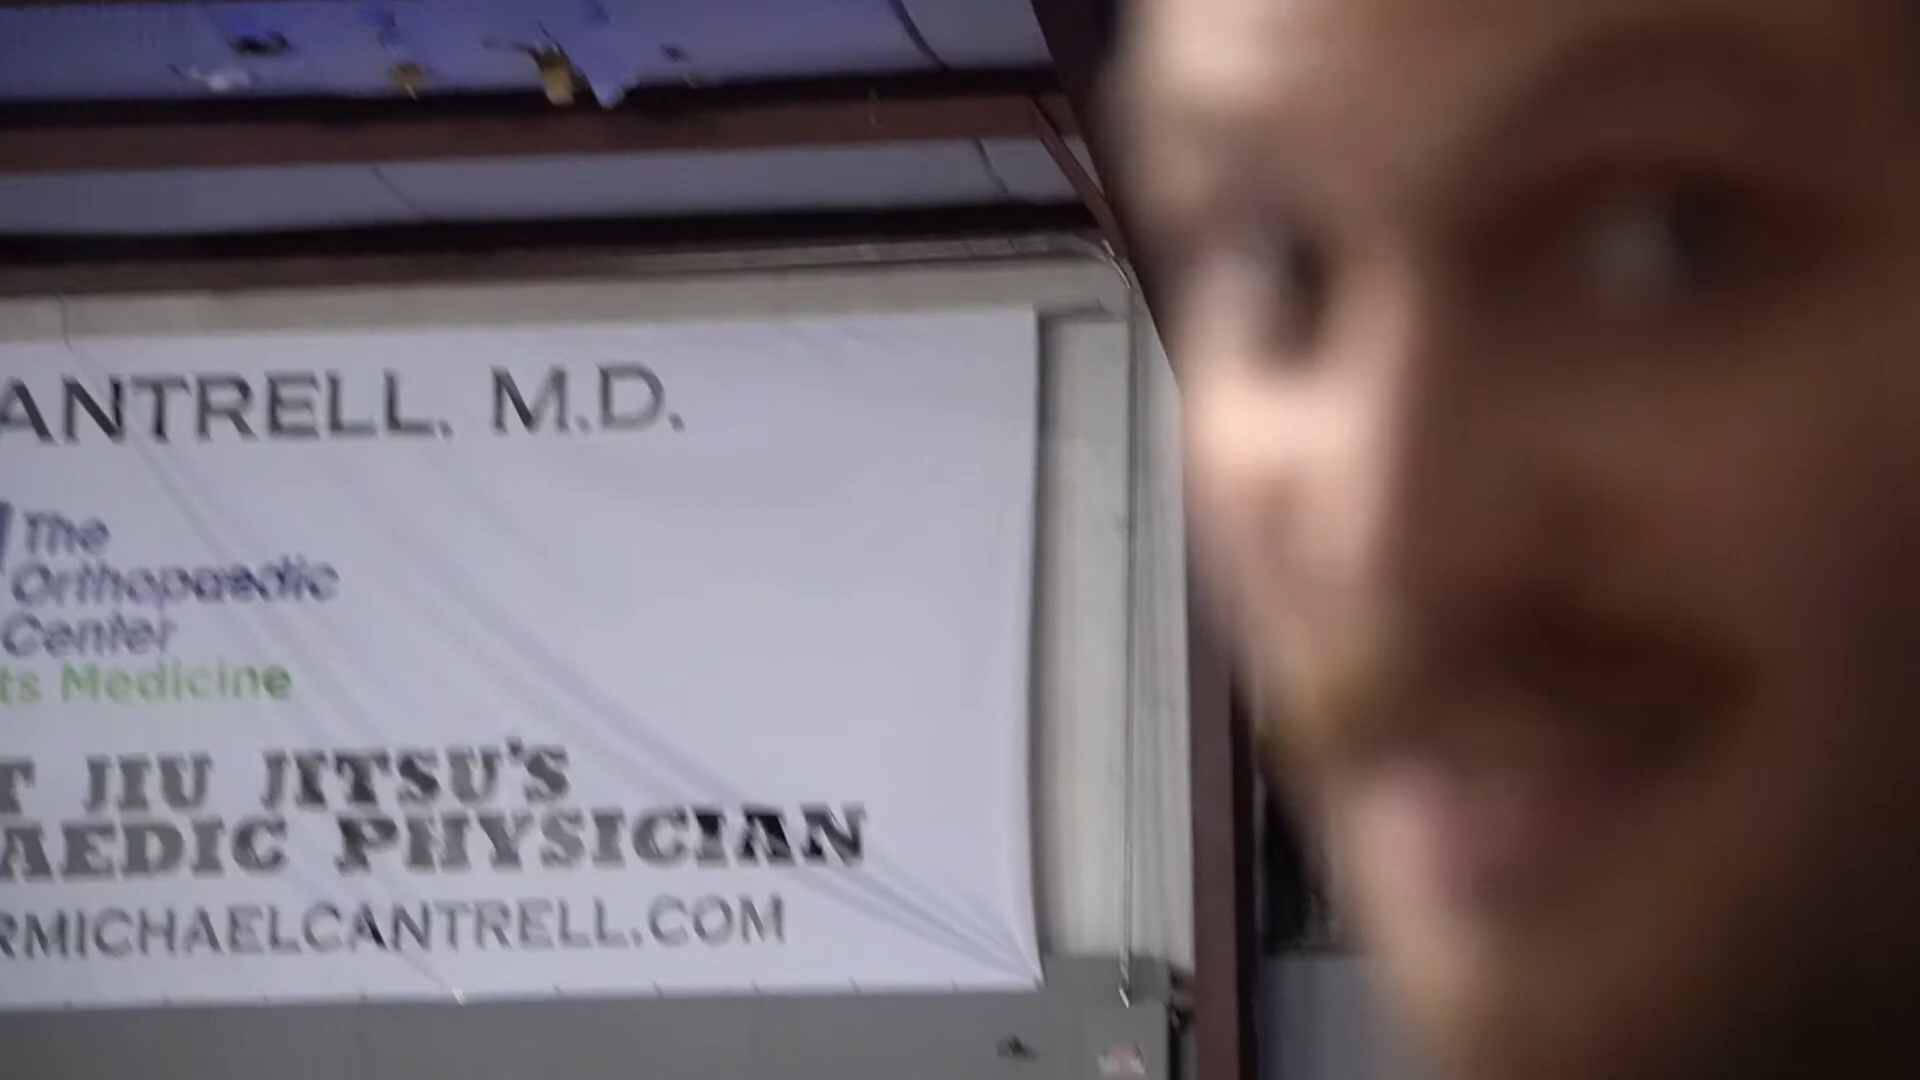 ANTRELL, M.D.
The
Orthopaedic
Center
ts Medicine
T JIU JITSU'S
AEDIC PHYSICIAN
RMICHAELCANTRELL.COM